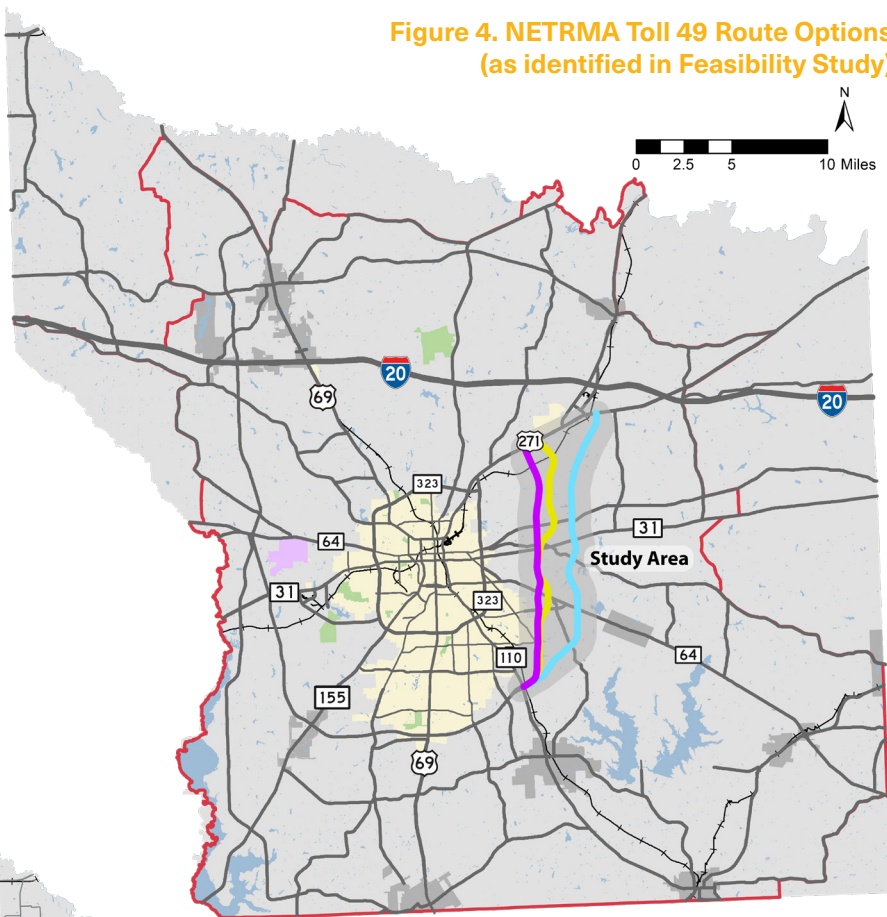 Figure 4. NETRMA Toll 49 Route Options
(as identified in Feasibility Study)
N
0 2.5 5 10 Miles
20
69
20
271
323
31
64
Study Area
31
323
110
64
155
69